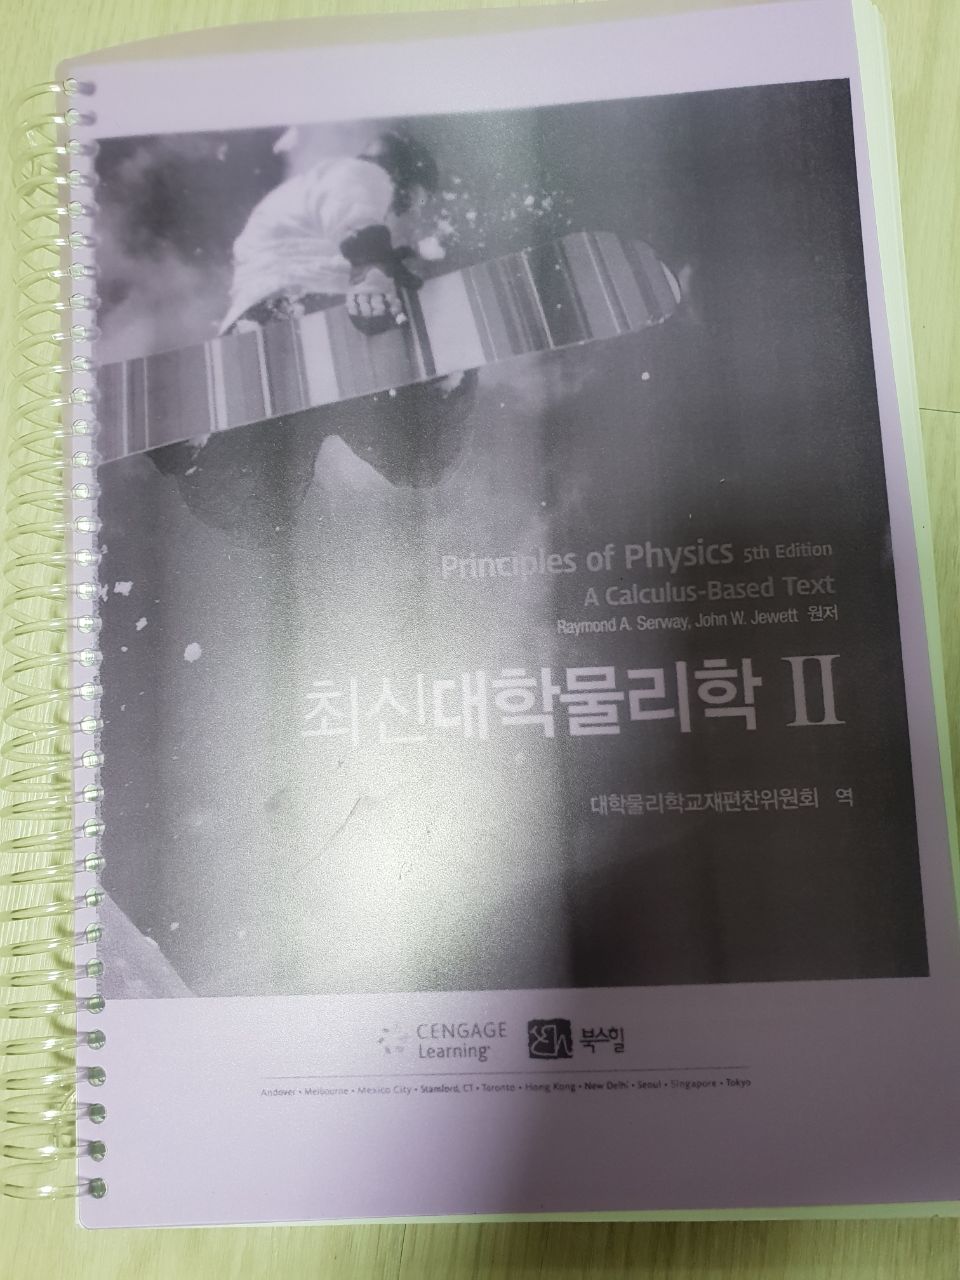 Principles of Physics 5th Edition
A Calculus-Based Text
Raymond A. Serway, John W. Jewett 원저
최신대학물리학 II
대학물리학교재편찬위원회 역
CENGAGE
Learning
북스힐
Andover • Melbourne • Mexico City • Stamford, CT • Toronto • Hong Kong • New Delhi • Seoul • Singapore • Tokyo